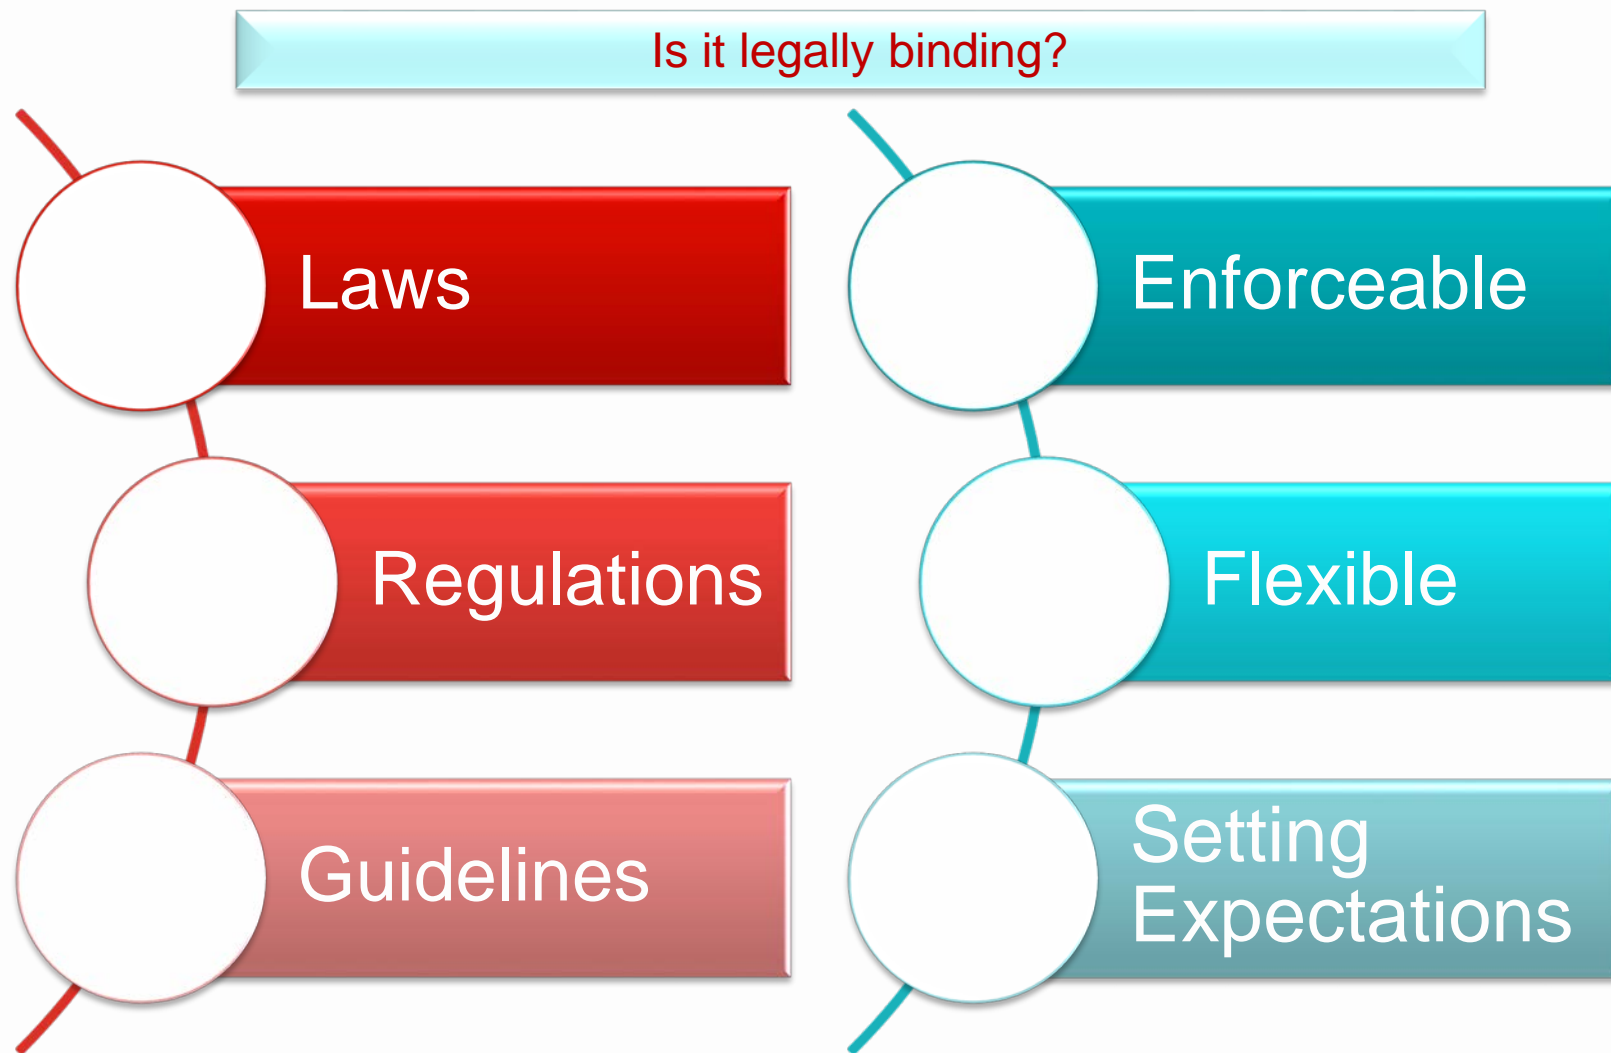 Is it legally binding?
Laws
Regulations
Guidelines
Enforceable
Flexible
Setting
Expectations